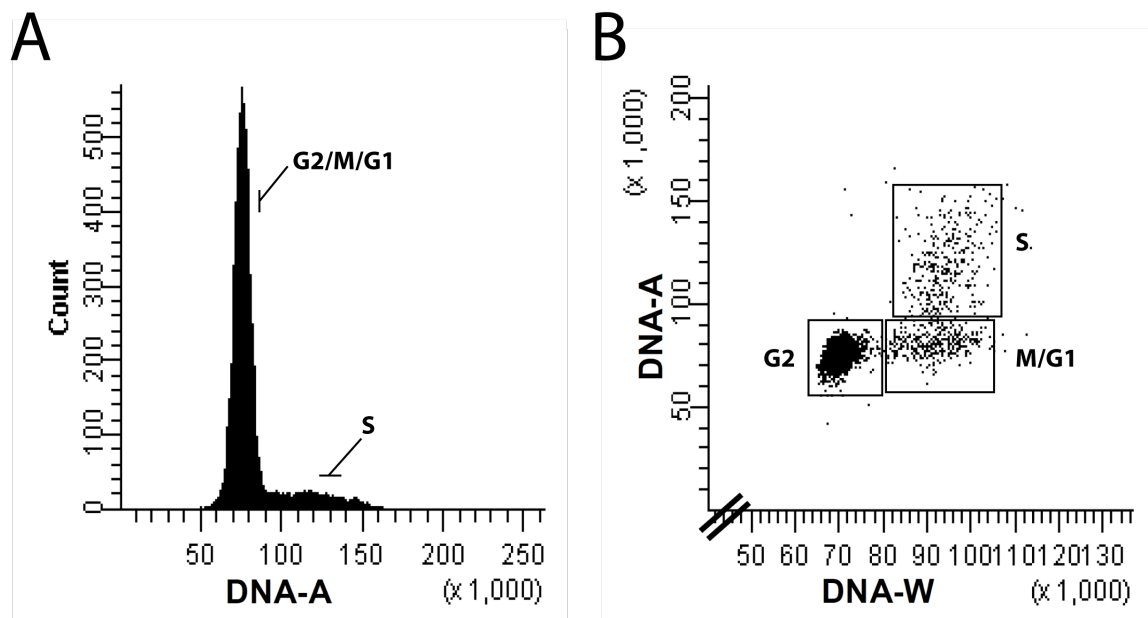 A
500
400
300
200
100
0
Count
G2/M/G1
S
50 100 150 200 250
DNA-A (x 1,000)
B
(x 1,000)
DNA-A
200
150
100
50
S
G2
M/G1
50 60 70 80 90 100 110 120 130
DNA-W (x 1,000)